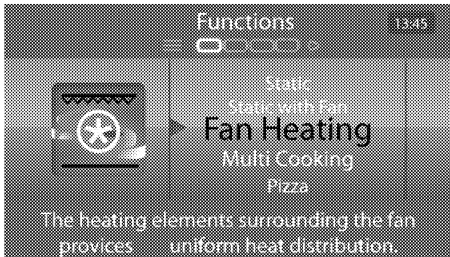 Functions
13:45
Static
Static with Fan
Fan Heating
Multi Cooking
Pizza
The heating elements surrounding the fan
provices uniform heat distribution.